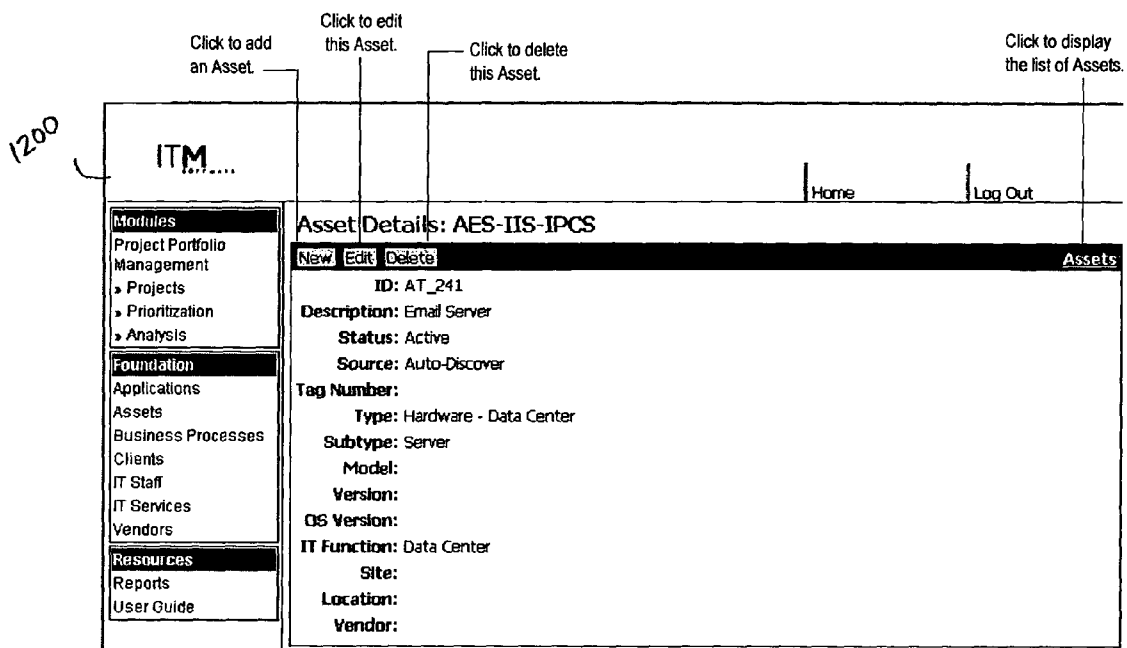 Click to add
an Asset.
Click to edit
this Asset.
Click to delete
this Asset.
Click to display
the list of Assets.
1200
ITM
SOFTWARE
Home
Log Out
Modules
Project Portfolio
Management
» Projects
» Prioritization
» Analysis
Foundation
Applications
Assets
Business Processes
Clients
IT Staff
IT Services
Vendors
Resources
Reports
User Guide
Asset Details: AES-IIS-IPCS
New Edit Delete Assets
ID: AT_241
Description: Email Server
Status: Active
Source: Auto-Discover
Tag Number:
Type: Hardware - Data Center
Subtype: Server
Model:
Version:
OS Version:
IT Function: Data Center
Site:
Location:
Vendor: